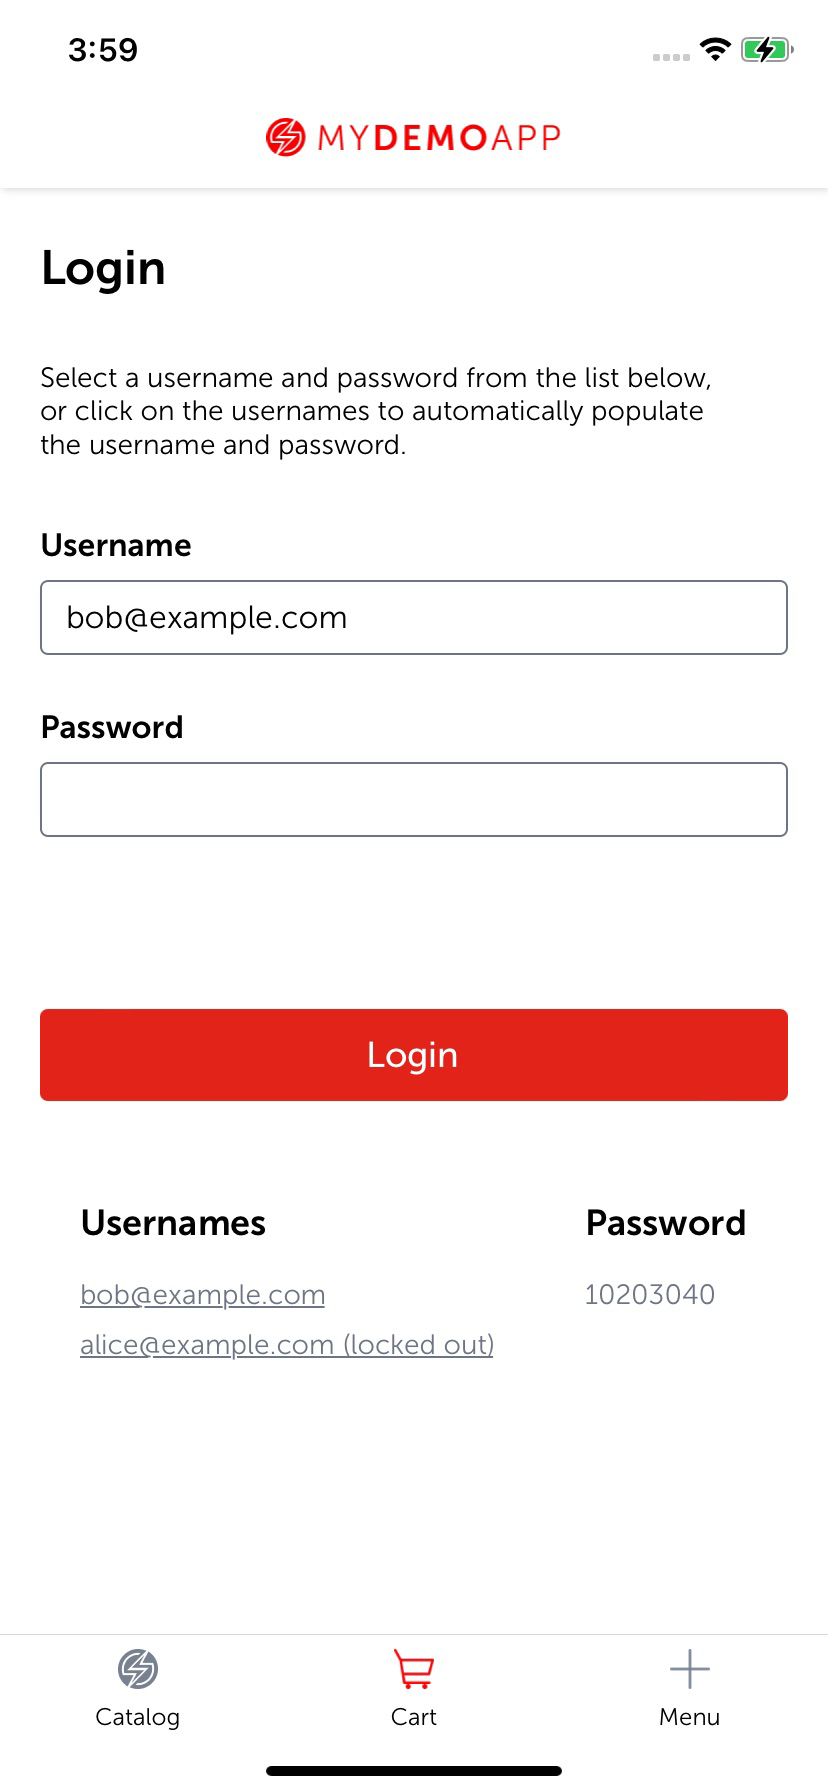 3:59
MYDEMOAPP
Login
Select a username and password from the list below,
or click on the usernames to automatically populate
the username and password.
Username
bob@example.com
Password
Login
Usernames Password
bob@example.com 10203040
alice@example.com (locked out)
Catalog Cart Menu